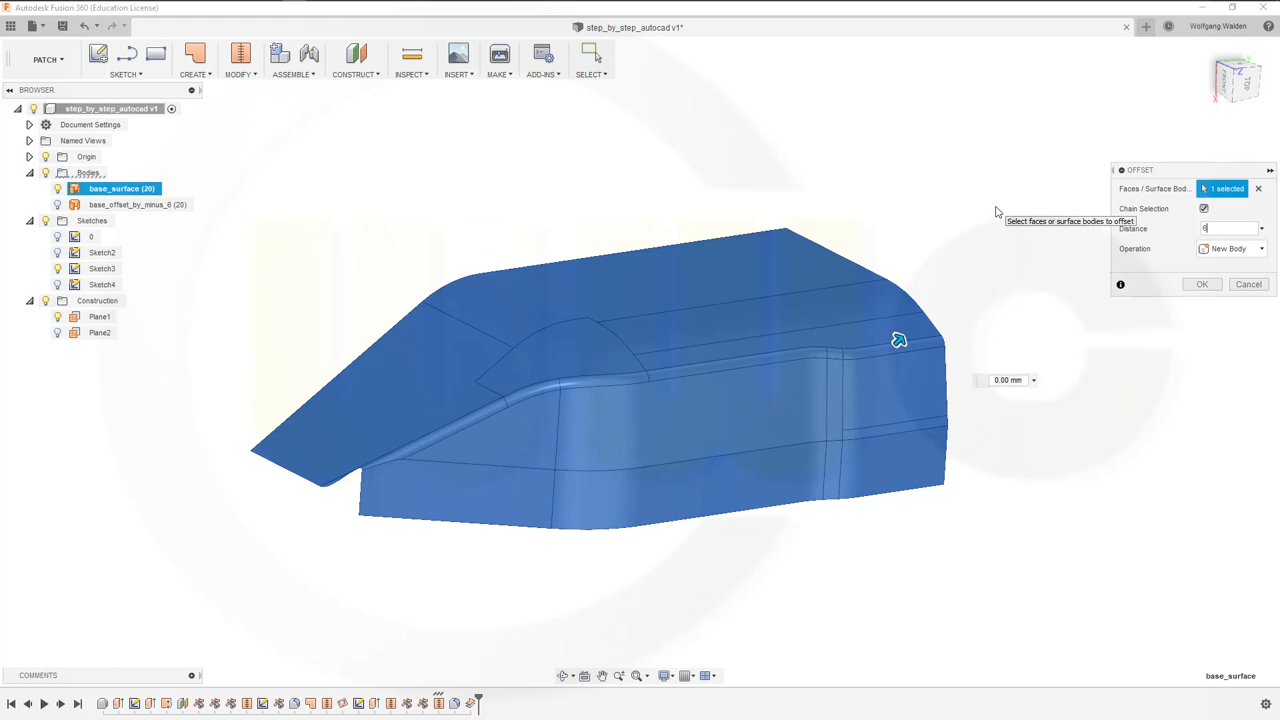 Autodesk Fusion 360 (Education License)
step_by_step_autocad v1*
Wolfgang Walden
PATCH
SKETCH
CREATE
MODIFY
ASSEMBLE
CONSTRUCT
INSPECT
INSERT
MAKE
ADD-INS
SELECT
BROWSER
step_by_step_autocad v1
Document Settings
Named Views
Origin
Bodies
base_surface (20)
base_offset_by_minus_6 (20)
Sketches
0
Sketch2
Sketch3
Sketch4
Construction
Plane1
Plane2
FRONT
TOP
X
Z
OFFSET
Faces / Surface Bod...
1 selected
Chain Selection
Distance
6
Operation
New Body
OK
Cancel
Select faces or surface bodies to offset
0.00 mm
COMMENTS
base_surface